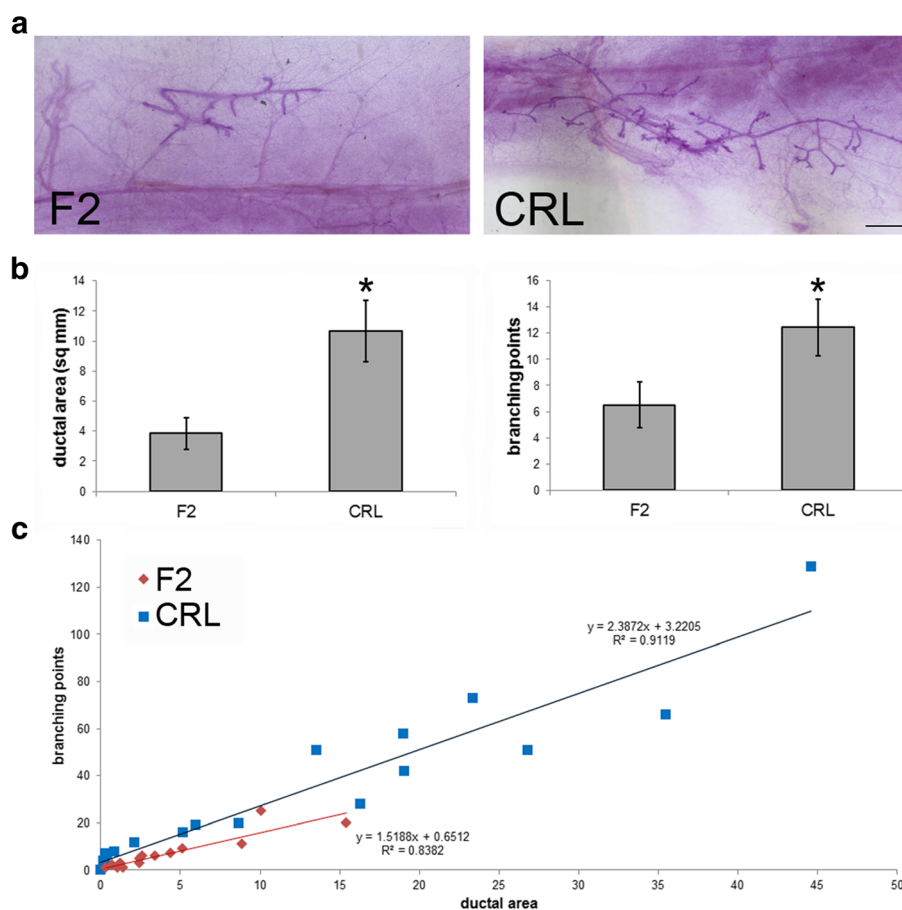 a
F2
CRL
b
ductal area (sq mm)
14
12
10
8
6
4
2
0
*
F2
CRL
branching points
16
14
12
10
8
6
4
2
0
*
F2
CRL
c
branching points
140
120
100
80
60
40
20
0
F2
CRL
y = 2.3872x + 3.2205
R² = 0.9119
y = 1.5188x + 0.6512
R² = 0.8382
0 5 10 15 20 25 30 35 40 45 50
ductal area